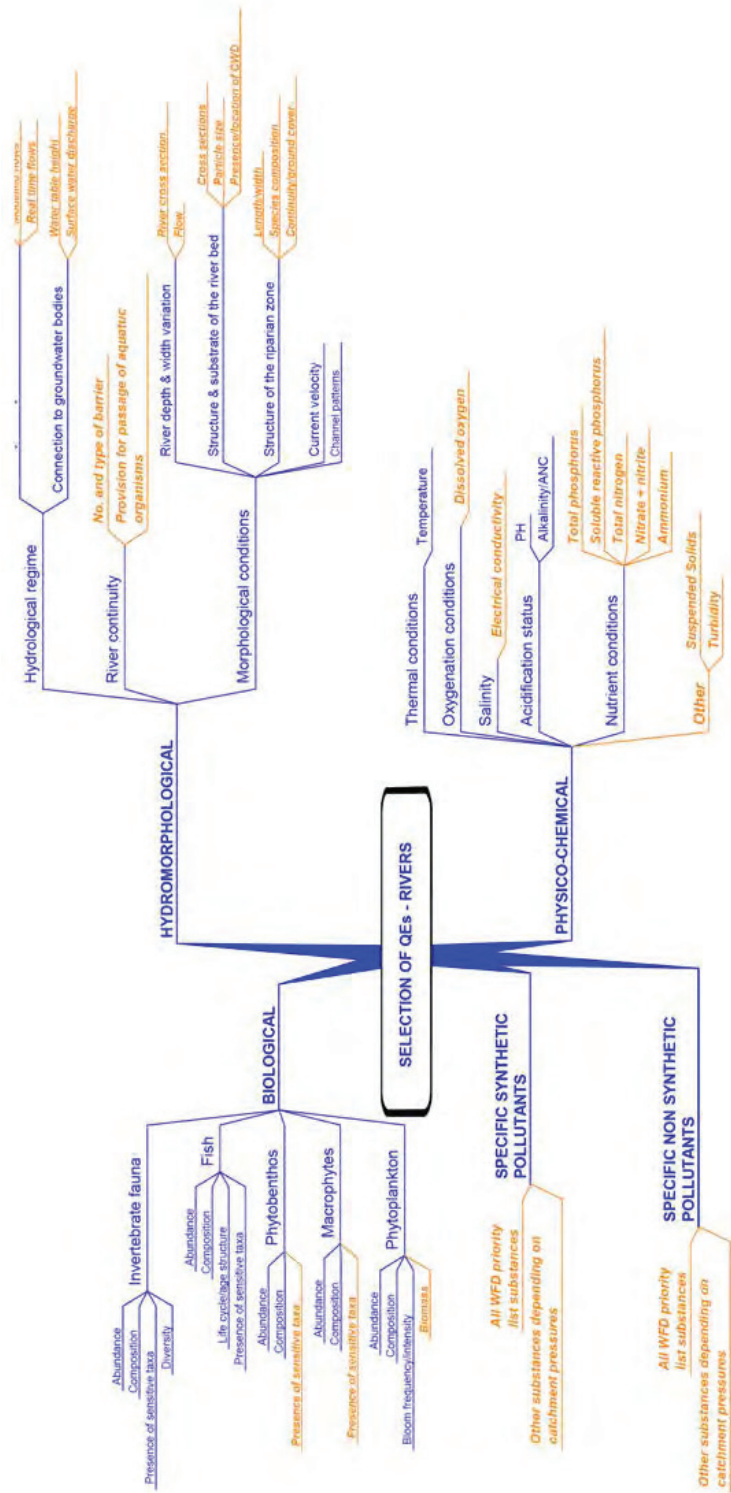 SELECTION OF QEs - RIVERS
BIOLOGICAL
Invertebrate fauna
Abundance
Composition
Presence of sensitive taxa
Diversity
Fish
Abundance
Composition
Life cycle/age structure
Presence of sensitive taxa
Phytobenthos
Abundance
Composition
Presence of sensitive taxa
Macrophytes
Abundance
Composition
Presence of sensitive taxa
Phytoplankton
Abundance
Composition
Bloom frequency/intensity
Biomass
HYDROMORPHOLOGICAL
Hydrological regime
flows
Real time flows
Connection to groundwater bodies
Water table height
Surface water discharge
River continuity
No. and type of barrier
Provision for passage of aquatuc
organisms
Morphological conditions
River depth & width variation
River cross section
Flow
Structure & substrate of the river bed
Cross sections
Particle size
Presence/location of CWD
Structure of the riparian zone
Length/width
Species composition
Continuity/ground cover
Current velocity
Channel patterns
SPECIFIC SYNTHETIC
POLLUTANTS
All WFD priority
list substances
Other substances depending on
catchment pressures
SPECIFIC NON SYNTHETIC
POLLUTANTS
All WFD priority
list substances
Other substances depending on
catchment pressures
PHYSICO-CHEMICAL
Thermal conditions
Temperature
Oxygenation conditions
Dissolved oxygen
Salinity
Electrical conductivity
Acidification status
PH
Alkalinity/ANC
Nutrient conditions
Total phosphorus
Soluble reactive phosphorus
Total nitrogen
Nitrate + nitrite
Ammonium
Other
Suspended Solids
Turbidity